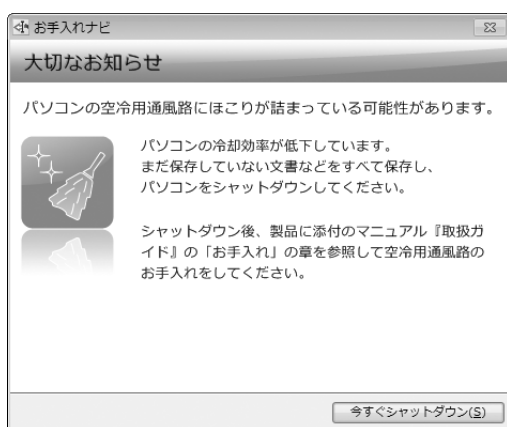 お手入れナビ
大切なお知らせ
パソコンの空冷用通風路にほこりが詰まっている可能性があります。
パソコンの冷却効率が低下しています。
まだ保存していない文書などをすべて保存し、
パソコンをシャットダウンしてください。
シャットダウン後、製品に添付のマニュアル『取扱ガ
イド』の「お手入れ」の章を参照して空冷用通風路の
お手入れをしてください。
今すぐシャットダウン(S)